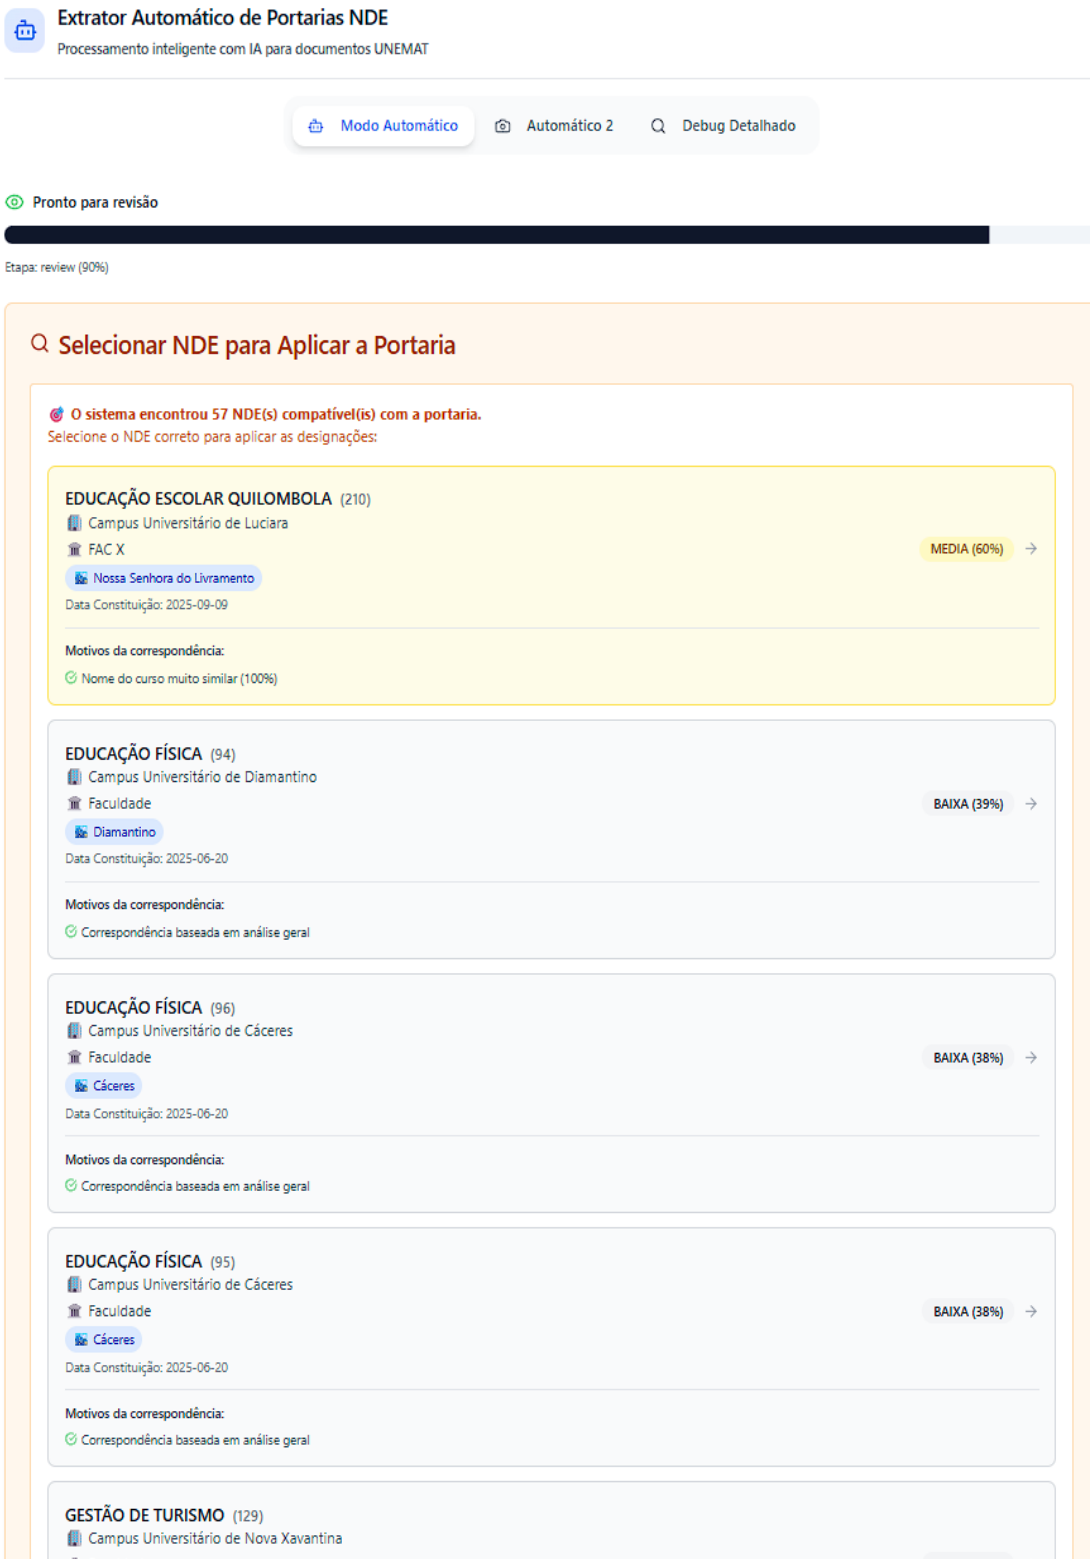 Extrator Automático de Portarias NDE
Processamento inteligente com IA para documentos UNEMAT
Modo Automático Automático 2 Debug Detalhado
Pronto para revisão
Etapa: review (90%)
Selecionar NDE para Aplicar a Portaria
O sistema encontrou 57 NDE(s) compatível(is) com a portaria.
Selecione o NDE correto para aplicar as designações:
EDUCAÇÃO ESCOLAR QUILOMBOLA (210)
Campus Universitário de Luciara
FAC X
MEDIA (60%)
Nossa Senhora do Livramento
Data Constituição: 2025-09-09
Motivos da correspondência:
Nome do curso muito similar (100%)
EDUCAÇÃO FÍSICA (94)
Campus Universitário de Diamantino
Faculdade
BAIXA (39%)
Diamantino
Data Constituição: 2025-06-20
Motivos da correspondência:
Correspondência baseada em análise geral
EDUCAÇÃO FÍSICA (96)
Campus Universitário de Cáceres
Faculdade
BAIXA (38%)
Cáceres
Data Constituição: 2025-06-20
Motivos da correspondência:
Correspondência baseada em análise geral
EDUCAÇÃO FÍSICA (95)
Campus Universitário de Cáceres
Faculdade
BAIXA (38%)
Cáceres
Data Constituição: 2025-06-20
Motivos da correspondência:
Correspondência baseada em análise geral
GESTÃO DE TURISMO (129)
Campus Universitário de Nova Xavantina